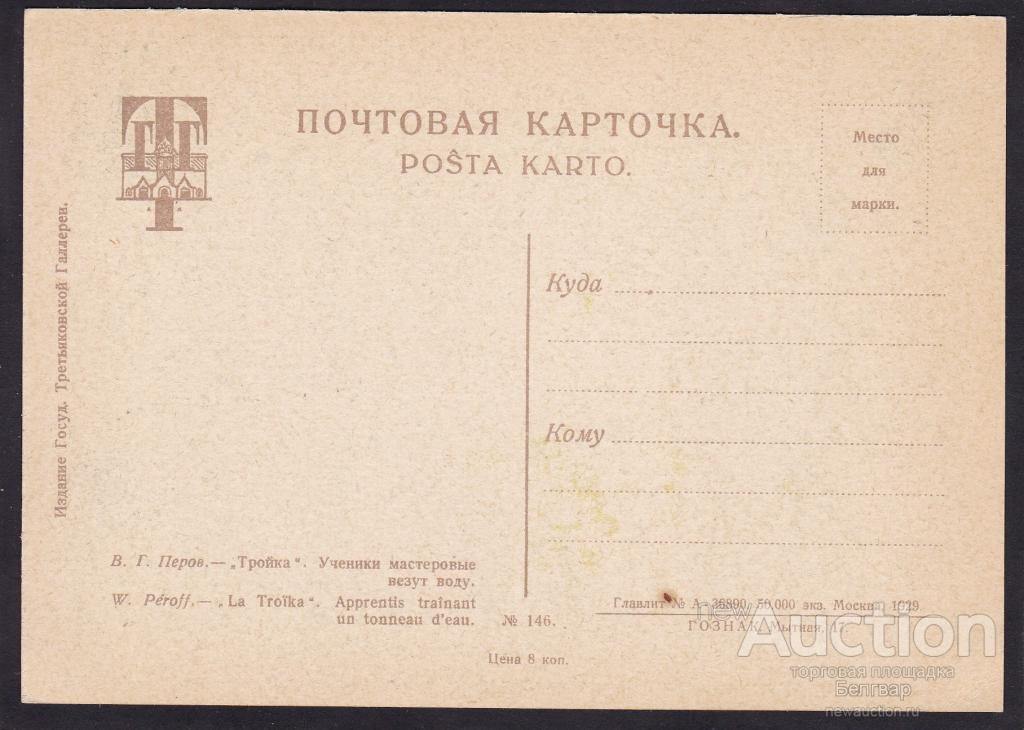 ПОЧТОВАЯ КАРТОЧКА.
POŜTA KARTO.
Место
для
марки.
Издание Госуд. Третьяковской Галлереи.
Куда
Кому
В. Г. Перов.— „Тройка“. Ученики мастеровые
везут воду.
W. Péroff.— „La Troïka“. Apprentis traînant
un tonneau d'eau. № 146.
Главлит № А-36890. 50.000 экз. Москва, 1929.
ГОЗНАК. Мытная, 17.
Цена 8 коп.
newAuction
торговая площадка
Белгвар
newauction.ru